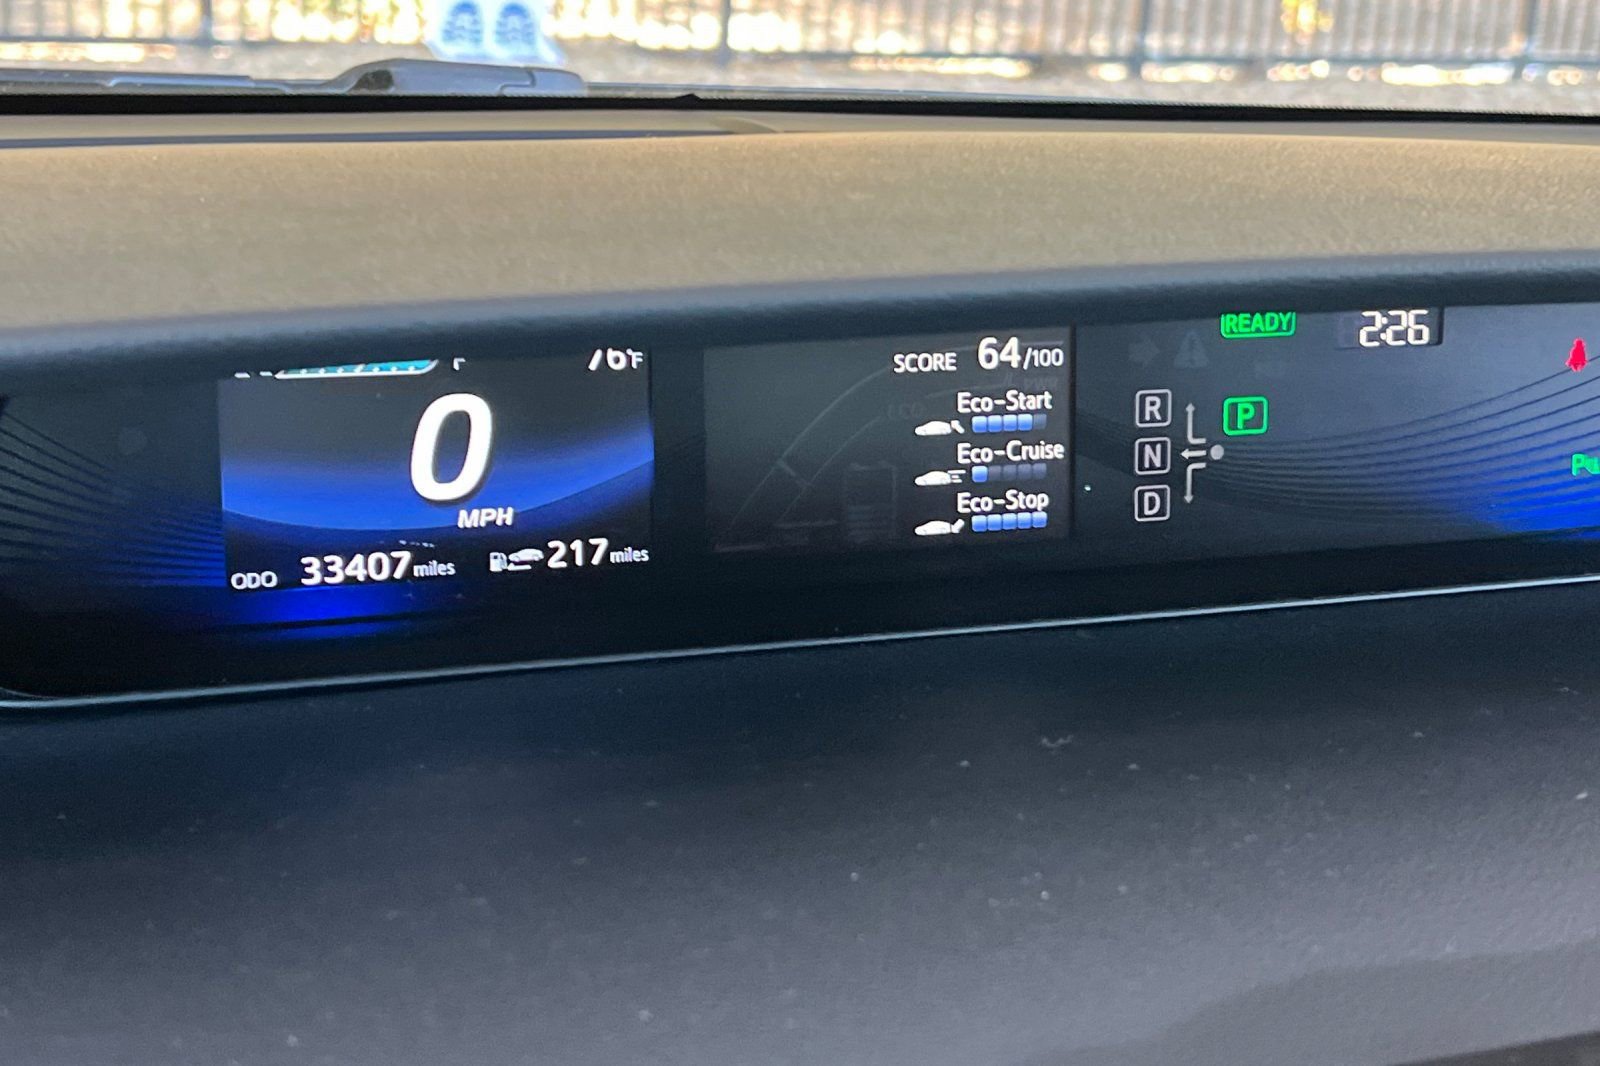 76°F
0
MPH
ODO 33407 miles
217 miles
SCORE 64/100
Eco-Start
Eco-Cruise
Eco-Stop
READY
2:26
R
P
N
D